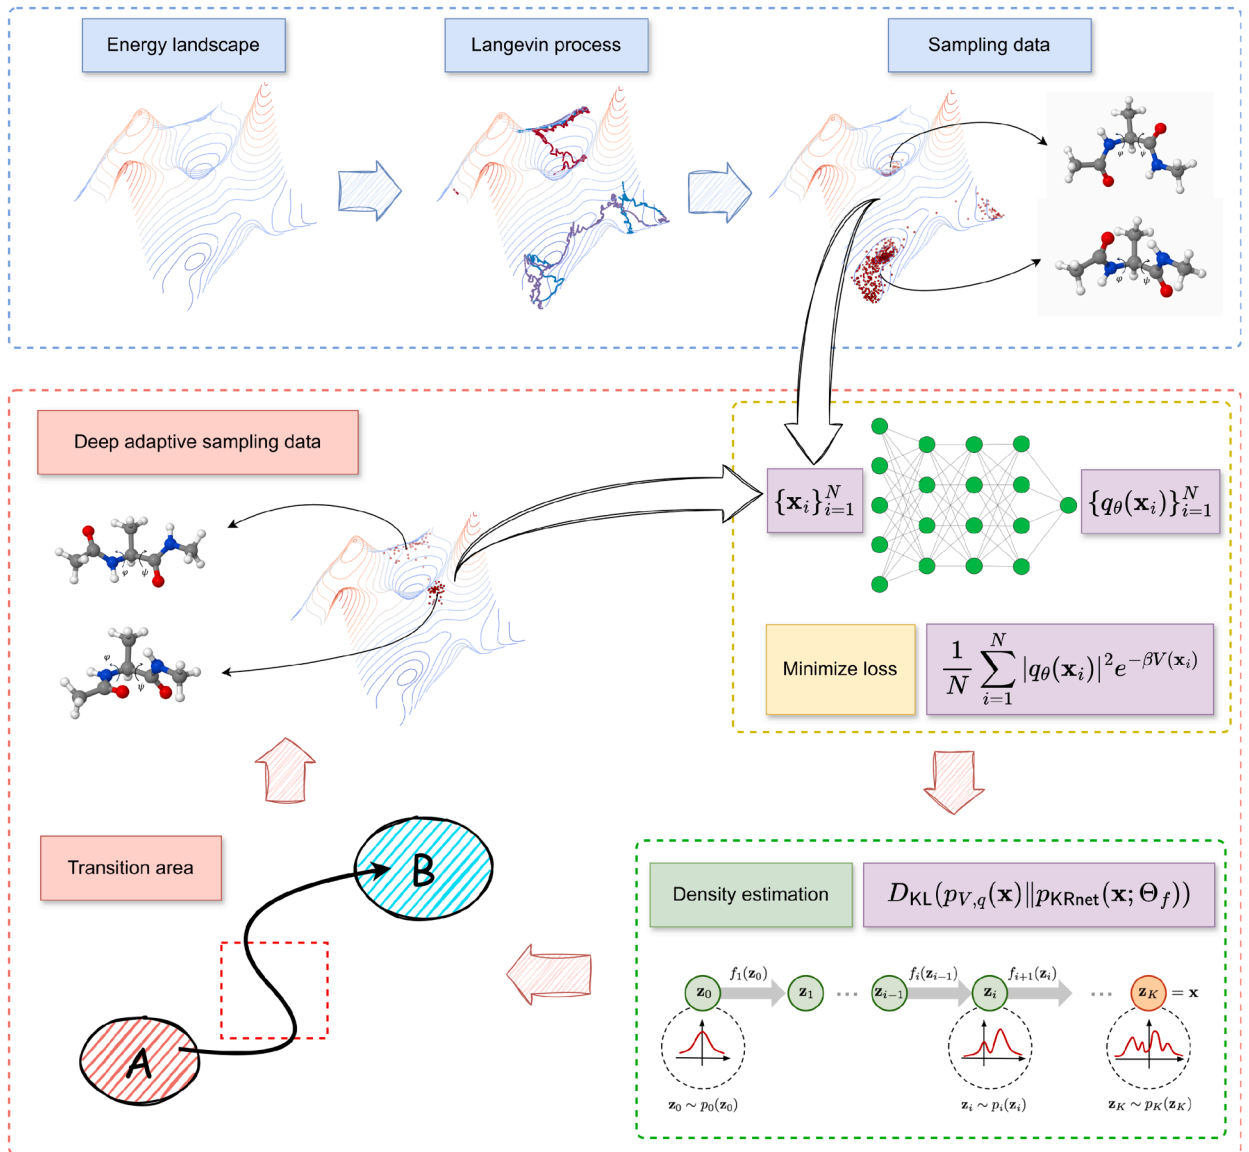 Energy landscape
Langevin process
Sampling data
φ ψ
φ ψ
Deep adaptive sampling data
φ ψ
φ ψ
{x_i}_{i=1}^N
{q_θ(x_i)}_{i=1}^N
Minimize loss
1/N ∑_{i=1}^N |q_θ(x_i)|^2 e^{-βV(x_i)}
Transition area
A
B
Density estimation
D_KL(p_{V,q}(x)‖p_KRnet(x; Θ_f))
f_1(z_0) f_i(z_{i-1}) f_{i+1}(z_i)
z_0 z_1 ... z_{i-1} z_i ... z_K = x
z_0 ∼ p_0(z_0) z_i ∼ p_i(z_i) z_K ∼ p_K(z_K)